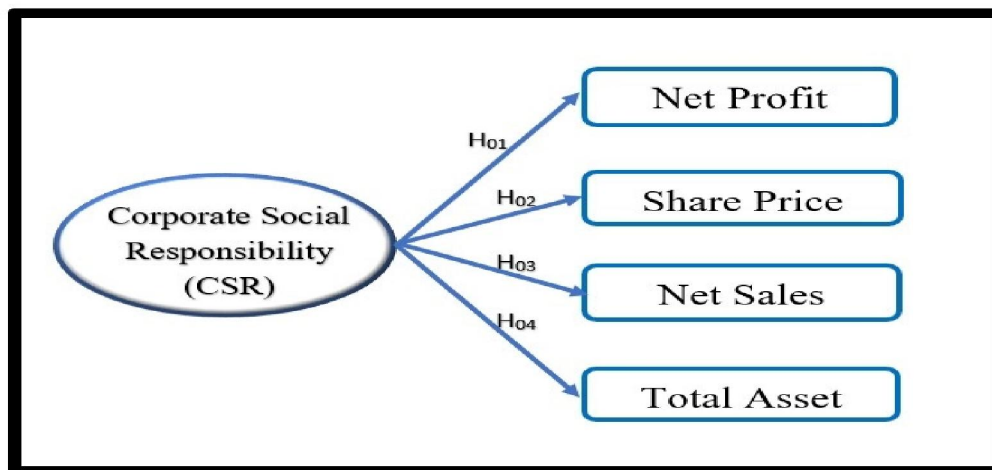 Net Profit
H01
Share Price
H02
Corporate Social
Responsibility
(CSR)
H03
Net Sales
H04
Total Asset